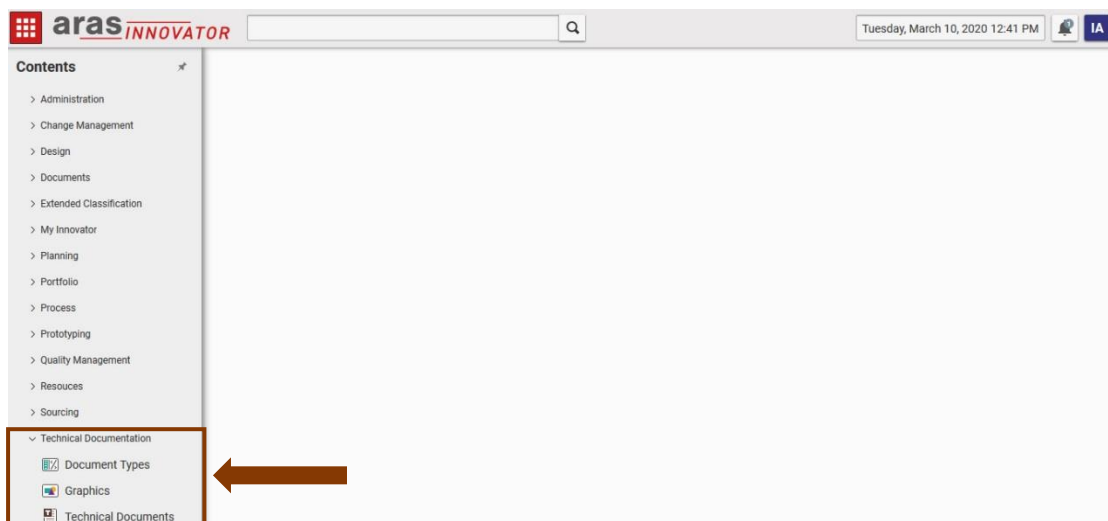 aras INNOVATOR
Tuesday, March 10, 2020 12:41 PM
IA
Contents
Administration
Change Management
Design
Documents
Extended Classification
My Innovator
Planning
Portfolio
Process
Prototyping
Quality Management
Resouces
Sourcing
Technical Documentation
Document Types
Graphics
Technical Documents